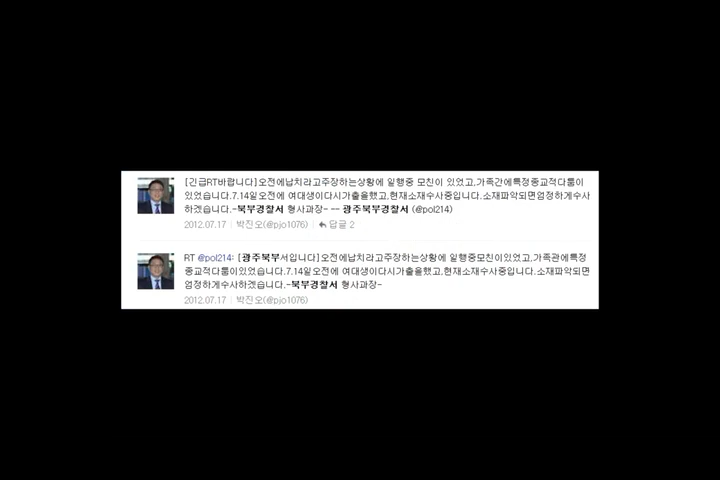 [긴급RT바랍니다]오전에납치라고주장하는상황에 일행중 모친이 있었고,가족간에특정종교적다툼이
있었습니다.7.14일오전에 여대생이다시가출을했고,현재소재수사중입니다.소재파악되면엄정하게수사
하겠습니다.-북부경찰서 형사과장- -- 광주북부경찰서 (@pol214)
2012.07.17 | 박진오(@pjo1076) | 답글 2
RT @pol214: [광주북부서입니다]오전에납치라고주장하는상황에 일행중모친이있었고,가족관에특정
종교적다툼이있었습니다.7.14일오전에 여대생이다시가출을했고,현재소재수사중입니다.소재파악되면
엄정하게수사하겠습니다.-북부경찰서 형사과장-
2012.07.17 | 박진오(@pjo1076)